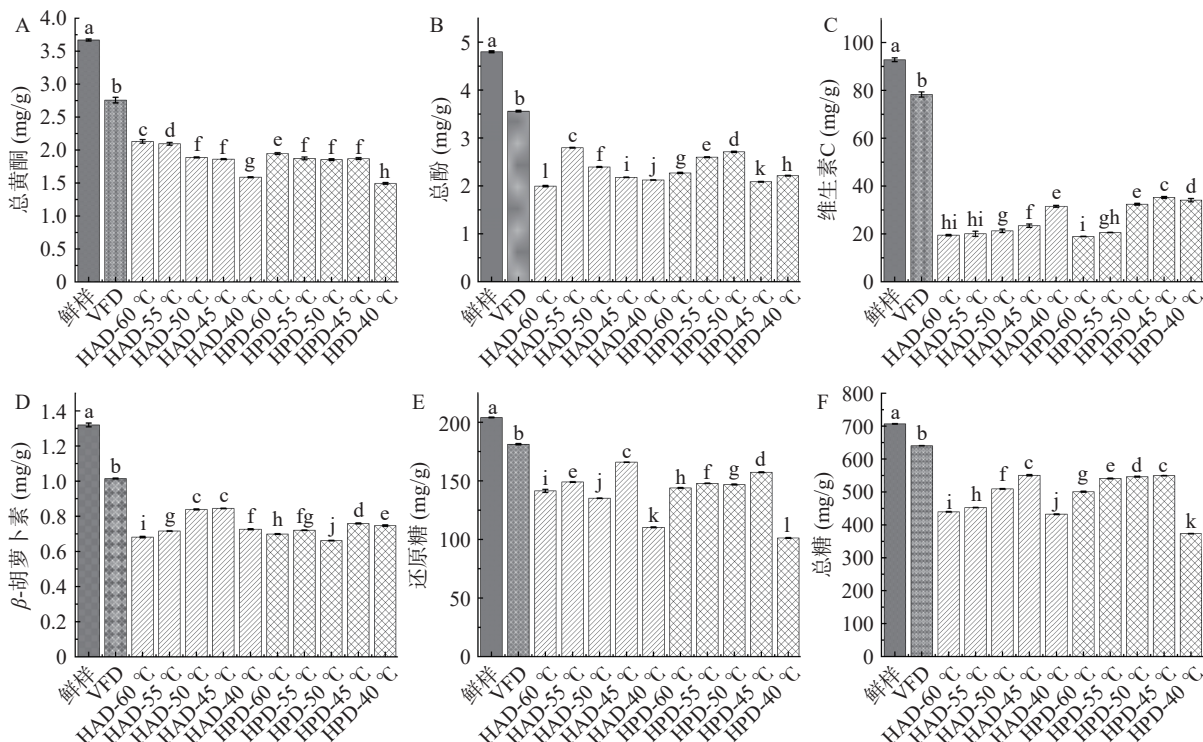 A
总黄酮 (mg/g)
4.0
3.5
3.0
2.5
2.0
1.5
1.0
0.5
0
a
b
c
d
f
f
g
e
f
f
f
h
鲜样
VFD
HAD-60 ℃
HAD-55 ℃
HAD-50 ℃
HAD-45 ℃
HAD-40 ℃
HPD-60 ℃
HPD-55 ℃
HPD-50 ℃
HPD-45 ℃
HPD-40 ℃
B
总酚 (mg/g)
5
4
3
2
1
0
a
b
l
c
f
i
j
g
e
d
k
h
鲜样
VFD
HAD-60 ℃
HAD-55 ℃
HAD-50 ℃
HAD-45 ℃
HAD-40 ℃
HPD-60 ℃
HPD-55 ℃
HPD-50 ℃
HPD-45 ℃
HPD-40 ℃
C
维生素C (mg/g)
100
80
60
40
20
0
a
b
hi
hi
g
f
e
i
gh
e
c
d
鲜样
VFD
HAD-60 ℃
HAD-55 ℃
HAD-50 ℃
HAD-45 ℃
HAD-40 ℃
HPD-60 ℃
HPD-55 ℃
HPD-50 ℃
HPD-45 ℃
HPD-40 ℃
D
β-胡萝卜素 (mg/g)
1.4
1.2
1.0
0.8
0.6
0.4
0.2
0
a
b
i
g
c
c
f
h
fg
j
d
e
鲜样
VFD
HAD-60 ℃
HAD-55 ℃
HAD-50 ℃
HAD-45 ℃
HAD-40 ℃
HPD-60 ℃
HPD-55 ℃
HPD-50 ℃
HPD-45 ℃
HPD-40 ℃
E
还原糖 (mg/g)
200
150
100
50
0
a
b
i
e
j
c
k
h
f
g
d
l
鲜样
VFD
HAD-60 ℃
HAD-55 ℃
HAD-50 ℃
HAD-45 ℃
HAD-40 ℃
HPD-60 ℃
HPD-55 ℃
HPD-50 ℃
HPD-45 ℃
HPD-40 ℃
F
总糖 (mg/g)
800
700
600
500
400
300
200
100
0
a
b
i
h
f
c
j
g
e
d
c
k
鲜样
VFD
HAD-60 ℃
HAD-55 ℃
HAD-50 ℃
HAD-45 ℃
HAD-40 ℃
HPD-60 ℃
HPD-55 ℃
HPD-50 ℃
HPD-45 ℃
HPD-40 ℃